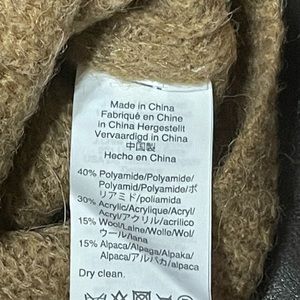 Made in China
Fabriqué en Chine
in China Hergestellt
Vervaardigd in China
中国製
Hecho en China
40% Polyamide/Polyamide/
Polyamid/Polyamide/ポ
リアミド/poliamida
30% Acrylic/Acrylique/Acryl/
Acryl/アクリル/acrilico
15% Wool/Laine/Wolle/Wol/
ウール/lana
15% Alpaca/Alpaga/Alpaka/
Alpaca/アルパカ/alpaca
Dry clean.